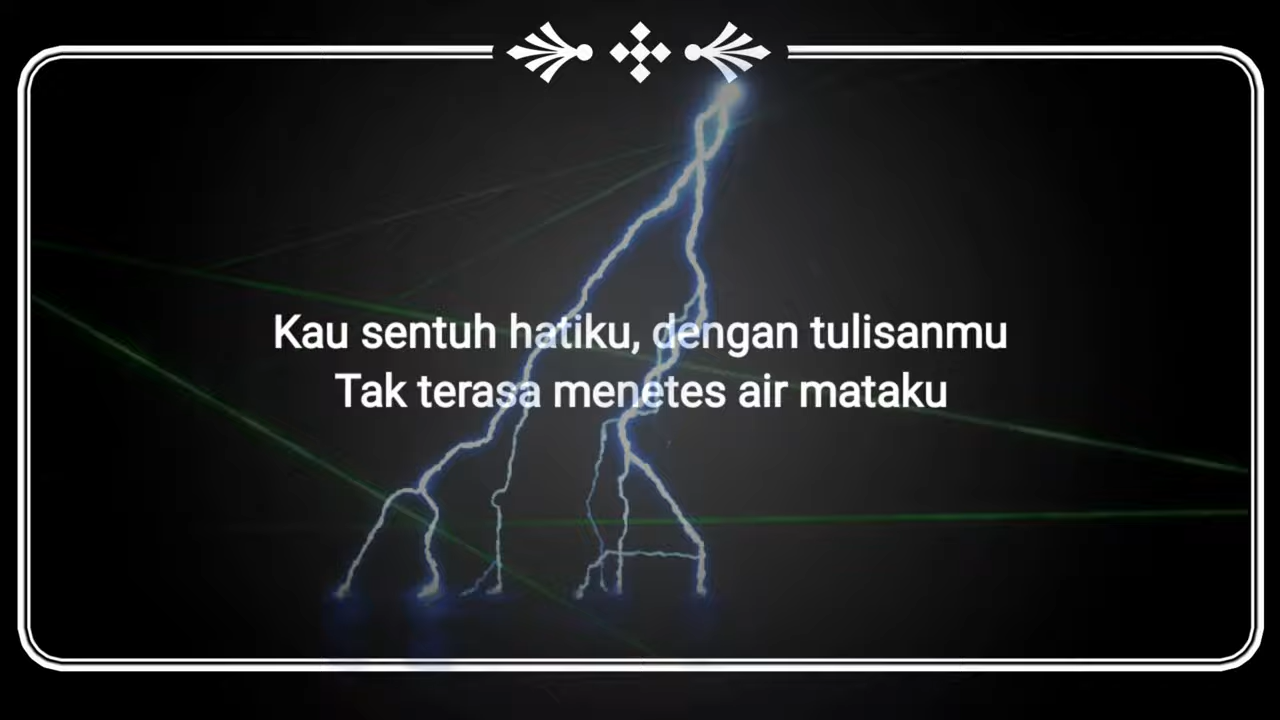 Kau sentuh hatiku, dengan tulisanmu
Tak terasa menetes air mataku